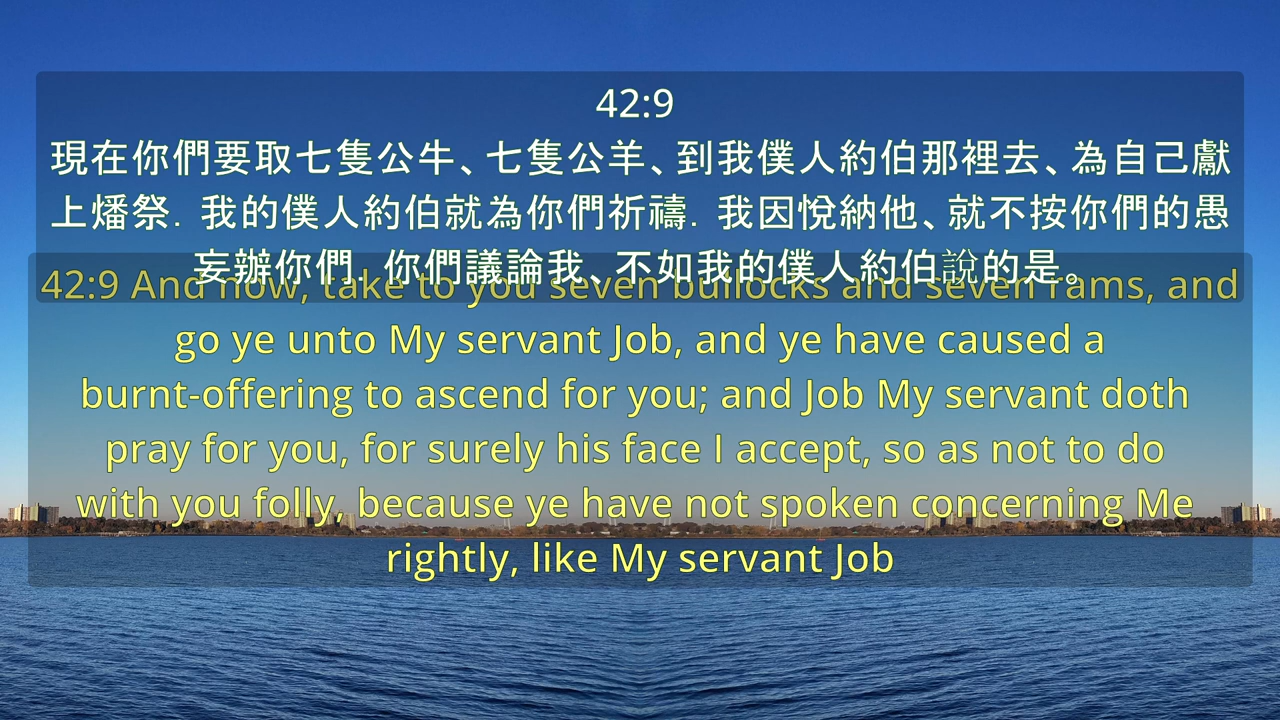 42:9
現在你們要取七隻公牛、七隻公羊、到我僕人約伯那裡去、為自己獻
上燔祭. 我的僕人約伯就為你們祈禱. 我因悅納他、就不按你們的愚
妄辦你們. 你們議論我、不如我的僕人約伯說的是。
42:9 And now, take to you seven bullocks and seven rams, and
go ye unto My servant Job, and ye have caused a
burnt-offering to ascend for you; and Job My servant doth
pray for you, for surely his face I accept, so as not to do
with you folly, because ye have not spoken concerning Me
rightly, like My servant Job